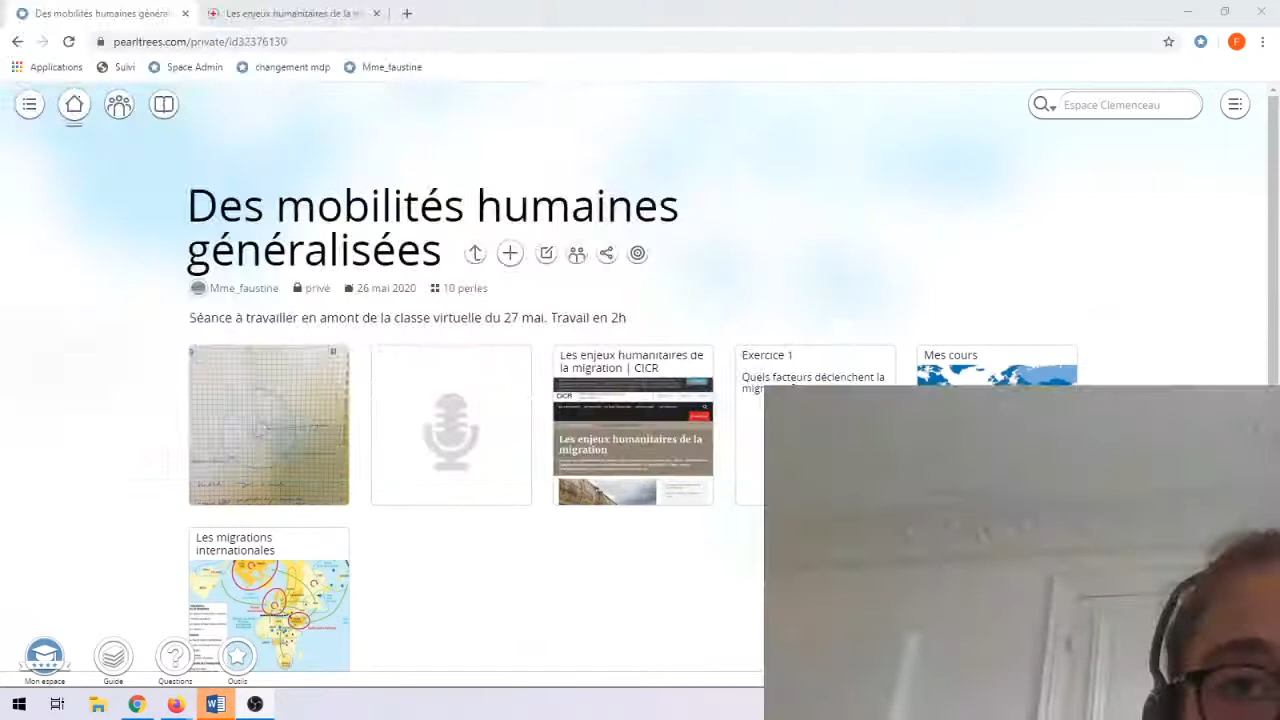 Des mobilités humaines général
Les enjeux humanitaires de la m
pearltrees.com/private/id32376130
Applications
Suivi
Space Admin
changement mdp
Mme_faustine
Espace Clemenceau
Des mobilités humaines
généralisées
Mme_faustine
privé
26 mai 2020
10 perles
Séance à travailler en amont de la classe virtuelle du 27 mai. Travail en 2h
Les enjeux humanitaires de
la migration | CICR
CICR
Les enjeux humanitaires de la
migration
Exercice 1
Quels facteurs déclenchent la
Mes cours
Les migrations
internationales
Mon espace
Guide
Questions
Outils